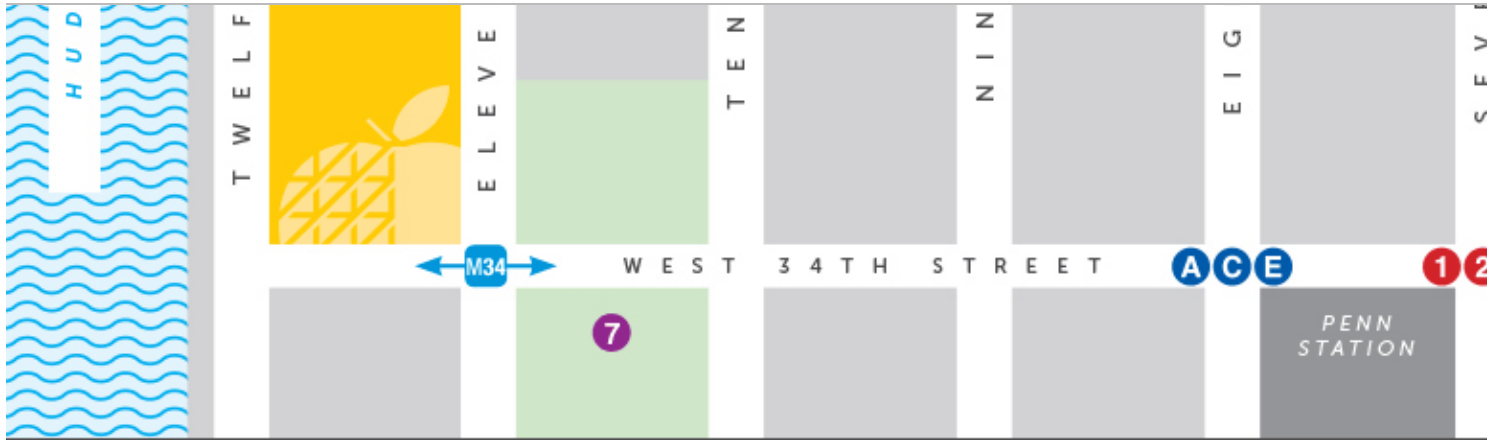 HUD
TWELF
ELEVE
TEN
NIN
EIG
SEV
M34
WEST 34TH STREET
A C E
1 2
7
PENN
STATION